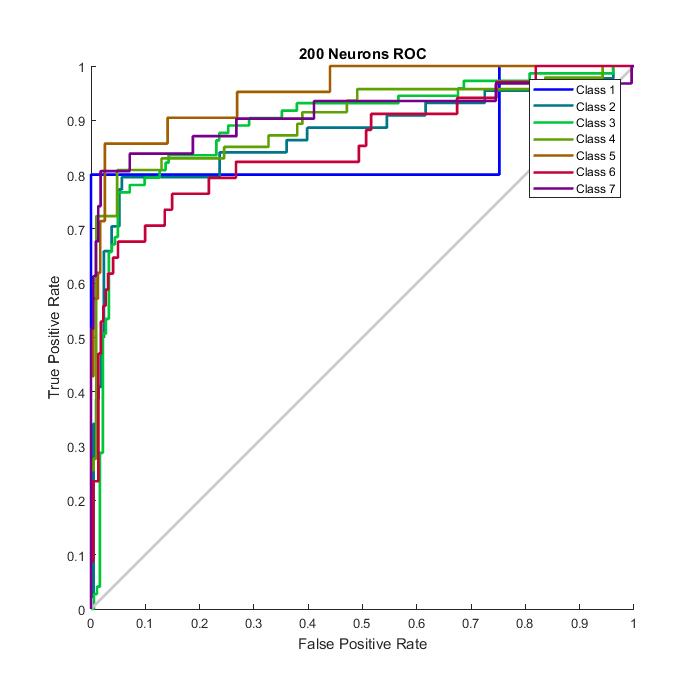 200 Neurons ROC
1
0.9
0.8
0.7
0.6
0.5
0.4
0.3
0.2
0.1
0
True Positive Rate
Class 1
Class 2
Class 3
Class 4
Class 5
Class 6
Class 7
0 0.1 0.2 0.3 0.4 0.5 0.6 0.7 0.8 0.9 1
False Positive Rate